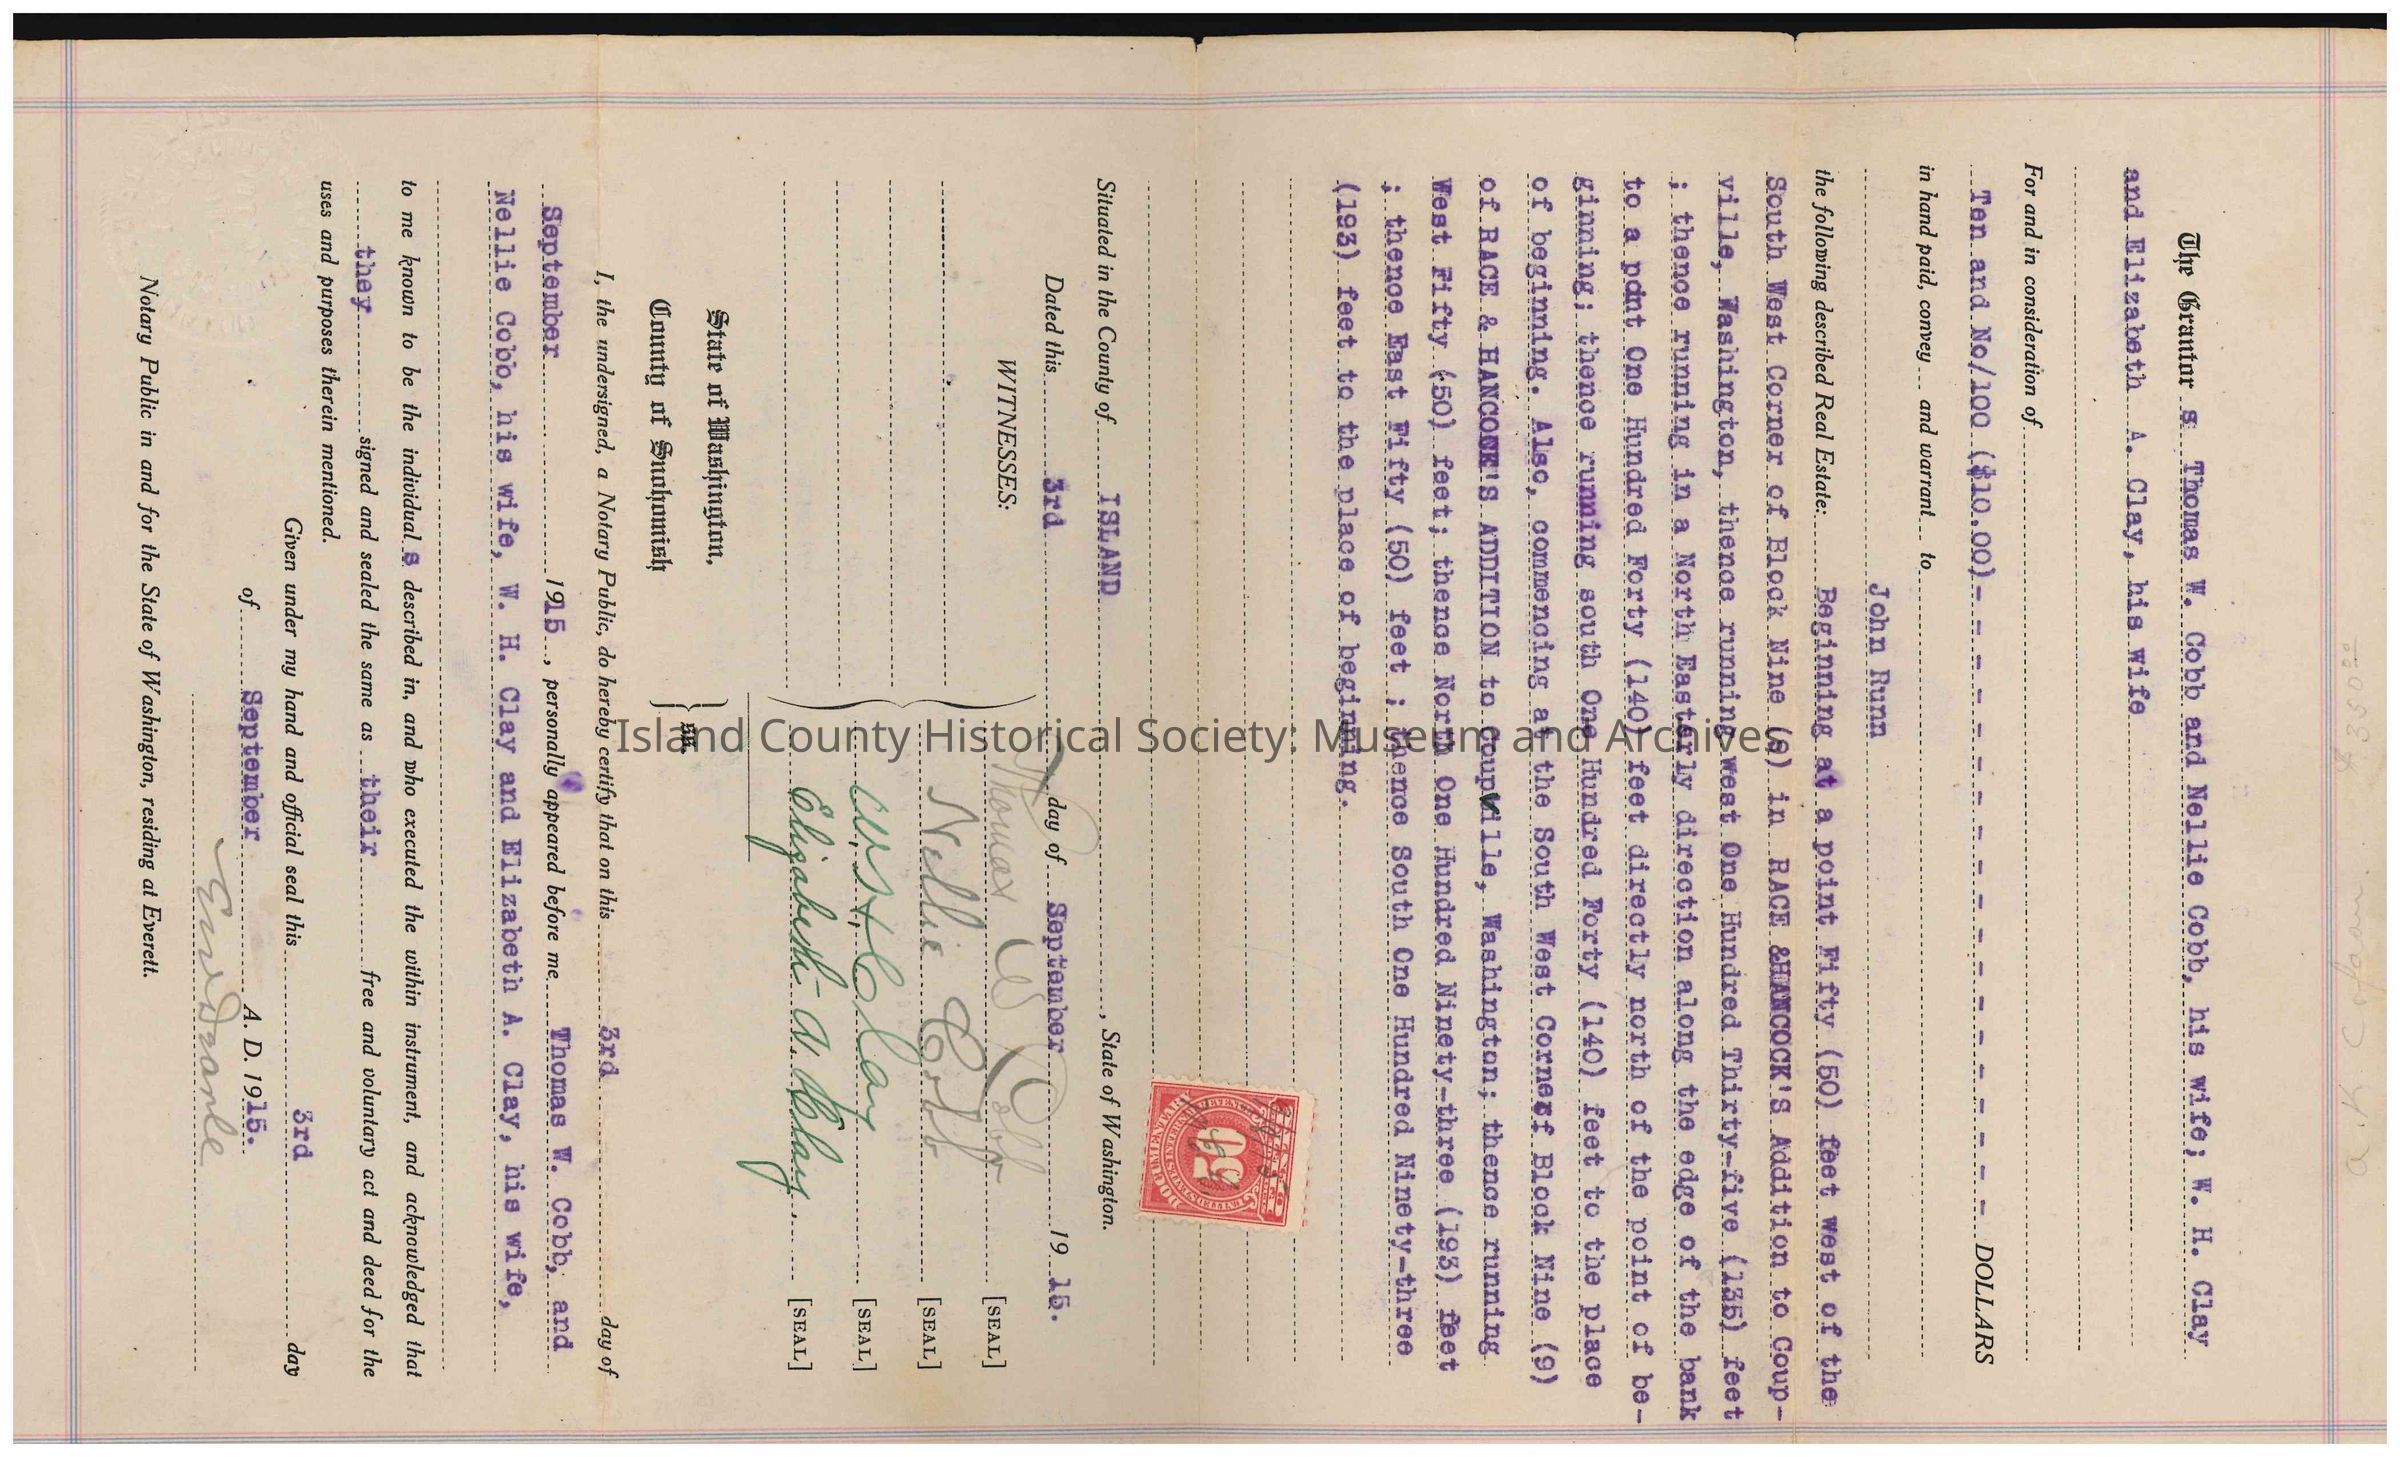 $350.00
A. K. Cofman
The Grantor s Thomas W. Cobb and Nellie Cobb, his wife; W. H. Clay
and Elizabeth A. Clay, his wife
For and in consideration of
Ten and No/100 ($10.00)- - - - - - - - - - - - - - - - - DOLLARS
in hand paid, convey and warrant to
John Runn
the following described Real Estate: Beginning at a point Fifty (50) feet west of the
South West Corner of Block Nine (9) in RACE &HANCOCK'S Addition to Coup-
ville, Washington, thence running west One Hundred Thirty-five (135) feet
; thence running in a North Easterly direction along the edge of the bank
to a point One Hundred Forty (140) feet directly north of the point of be-
ginning; thence running south One Hundred Forty (140) feet to the place
of beginning. Also, commencing at the South West Corner of Block Nine (9)
of RACE & HANCOCK'S ADDITION to Coupville, Washington; thence running
West Fifty (50) feet; thence North One Hundred Ninety-three (193) feet
; thence East Fifty (50) feet ; thence South One Hundred Ninety-three
(193) feet to the place of beginning.
50
Situated in the County of ISLAND , State of Washington.
Dated this 3rd day of September 19 15.
WITNESSES:
Thomas W Cobb [SEAL]
Nellie Cobb [SEAL]
W. H. Clay [SEAL]
Elizabeth A. Clay. [SEAL]
State of Washington,
County of Snohomish
ss.
I, the undersigned, a Notary Public, do hereby certify that on this 3rd day of
September 1915 , personally appeared before me Thomas W. Cobb, and
Nellie Cobb, his wife, W. H. Clay and Elizabeth A. Clay, his wife,
to me known to be the individual s described in, and who executed the within instrument, and acknowledged that
they signed and sealed the same as their free and voluntary act and deed for the
uses and purposes therein mentioned.
Given under my hand and official seal this 3rd day
of September A. D. 1915.
Notary Public in and for the State of Washington, residing at Everett.
Island County Historical Society: Museum and Archives